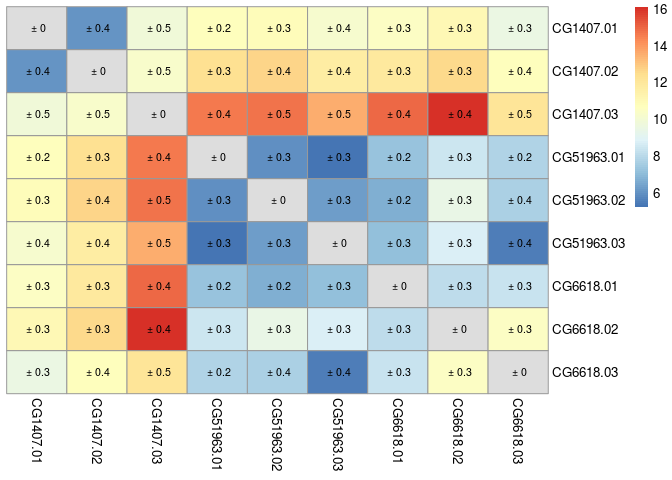 ± 0 ± 0.4 ± 0.5 ± 0.2 ± 0.3 ± 0.4 ± 0.3 ± 0.3 ± 0.3 CG1407.01
± 0.4 ± 0 ± 0.5 ± 0.3 ± 0.4 ± 0.4 ± 0.3 ± 0.3 ± 0.4 CG1407.02
± 0.5 ± 0.5 ± 0 ± 0.4 ± 0.5 ± 0.5 ± 0.4 ± 0.4 ± 0.5 CG1407.03
± 0.2 ± 0.3 ± 0.4 ± 0 ± 0.3 ± 0.3 ± 0.2 ± 0.3 ± 0.2 CG51963.01
± 0.3 ± 0.4 ± 0.5 ± 0.3 ± 0 ± 0.3 ± 0.2 ± 0.3 ± 0.4 CG51963.02
± 0.4 ± 0.4 ± 0.5 ± 0.3 ± 0.3 ± 0 ± 0.3 ± 0.3 ± 0.4 CG51963.03
± 0.3 ± 0.3 ± 0.4 ± 0.2 ± 0.2 ± 0.3 ± 0 ± 0.3 ± 0.3 CG6618.01
± 0.3 ± 0.3 ± 0.4 ± 0.3 ± 0.3 ± 0.3 ± 0.3 ± 0 ± 0.3 CG6618.02
± 0.3 ± 0.4 ± 0.5 ± 0.2 ± 0.4 ± 0.4 ± 0.3 ± 0.3 ± 0 CG6618.03
CG1407.01
CG1407.02
CG1407.03
CG51963.01
CG51963.02
CG51963.03
CG6618.01
CG6618.02
CG6618.03
16
14
12
10
8
6